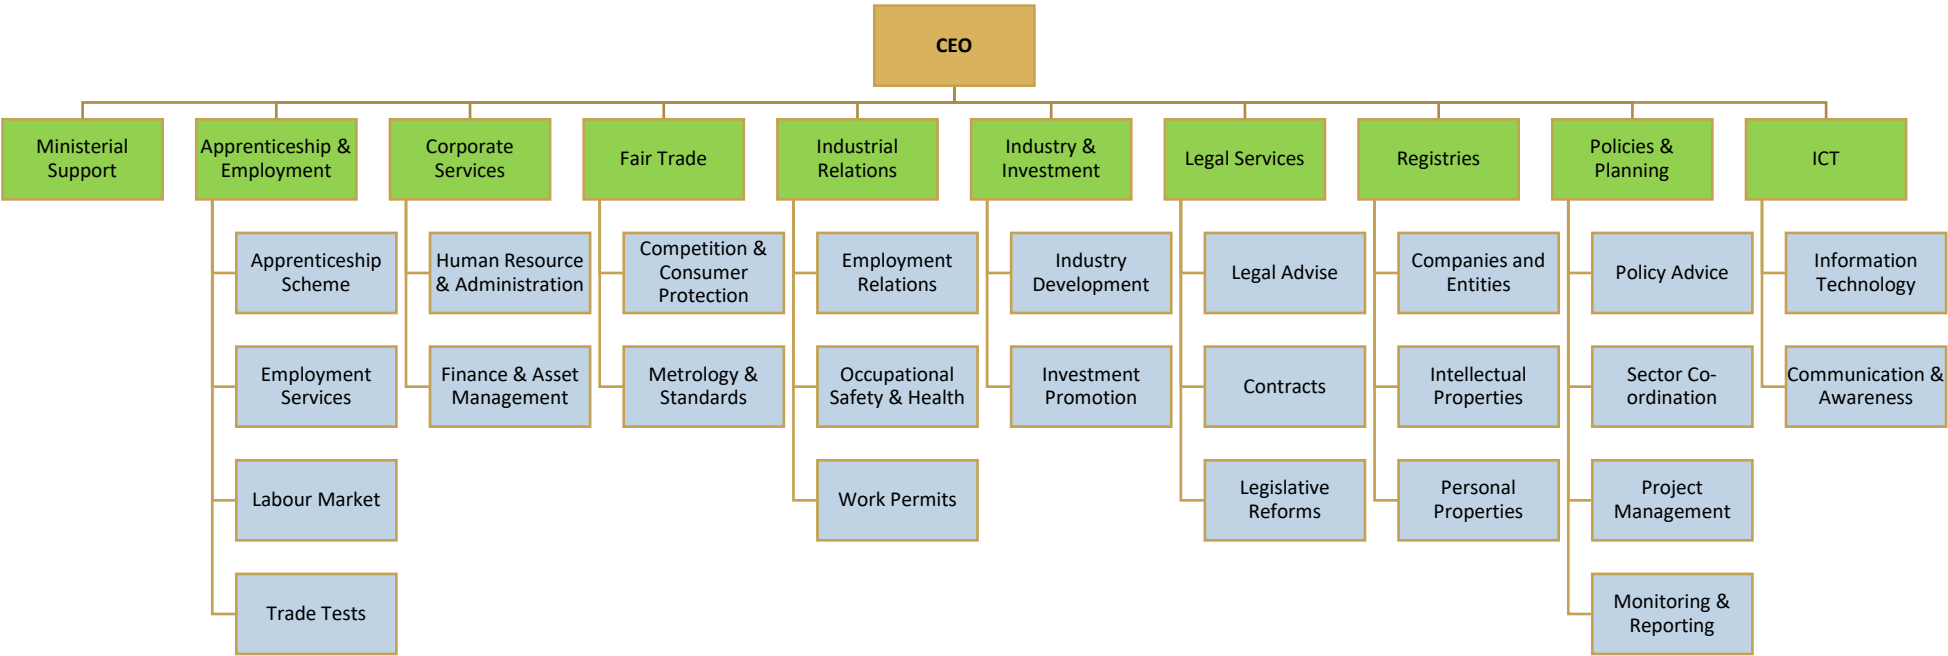 CEO
Ministerial
Support
Apprenticeship &
Employment
Corporate
Services
Fair Trade
Industrial
Relations
Industry &
Investment
Legal Services
Registries
Policies &
Planning
ICT
Apprenticeship
Scheme
Human Resource
& Administration
Competition &
Consumer
Protection
Employment
Relations
Industry
Development
Legal Advise
Companies and
Entities
Policy Advice
Information
Technology
Employment
Services
Finance & Asset
Management
Metrology &
Standards
Occupational
Safety & Health
Investment
Promotion
Contracts
Intellectual
Properties
Sector Co-
ordination
Communication &
Awareness
Labour Market
Work Permits
Legislative
Reforms
Personal
Properties
Project
Management
Trade Tests
Monitoring &
Reporting